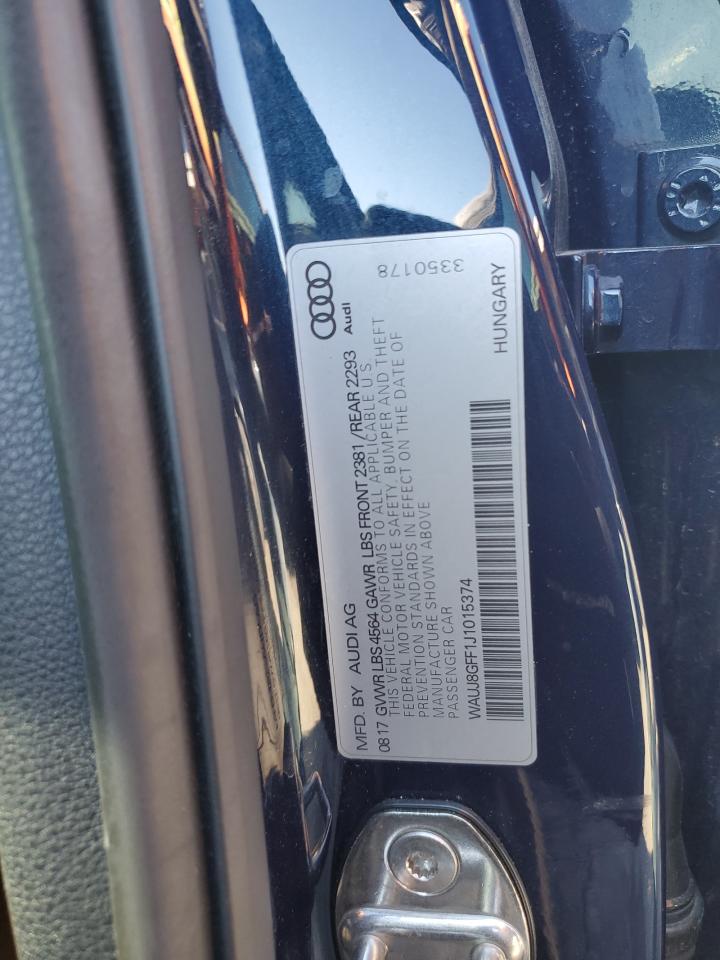 MFD. BY AUDI AG
Audi
0817 GVWR LBS 4564 GAWR LBS FRONT 2381 / REAR 2293
THIS VEHICLE CONFORMS TO ALL APPLICABLE U.S.
FEDERAL MOTOR VEHICLE SAFETY, BUMPER AND THEFT
PREVENTION STANDARDS IN EFFECT ON THE DATE OF
MANUFACTURE SHOWN ABOVE
PASSENGER CAR
3350178
WAUJ8GFF1J1015374
HUNGARY